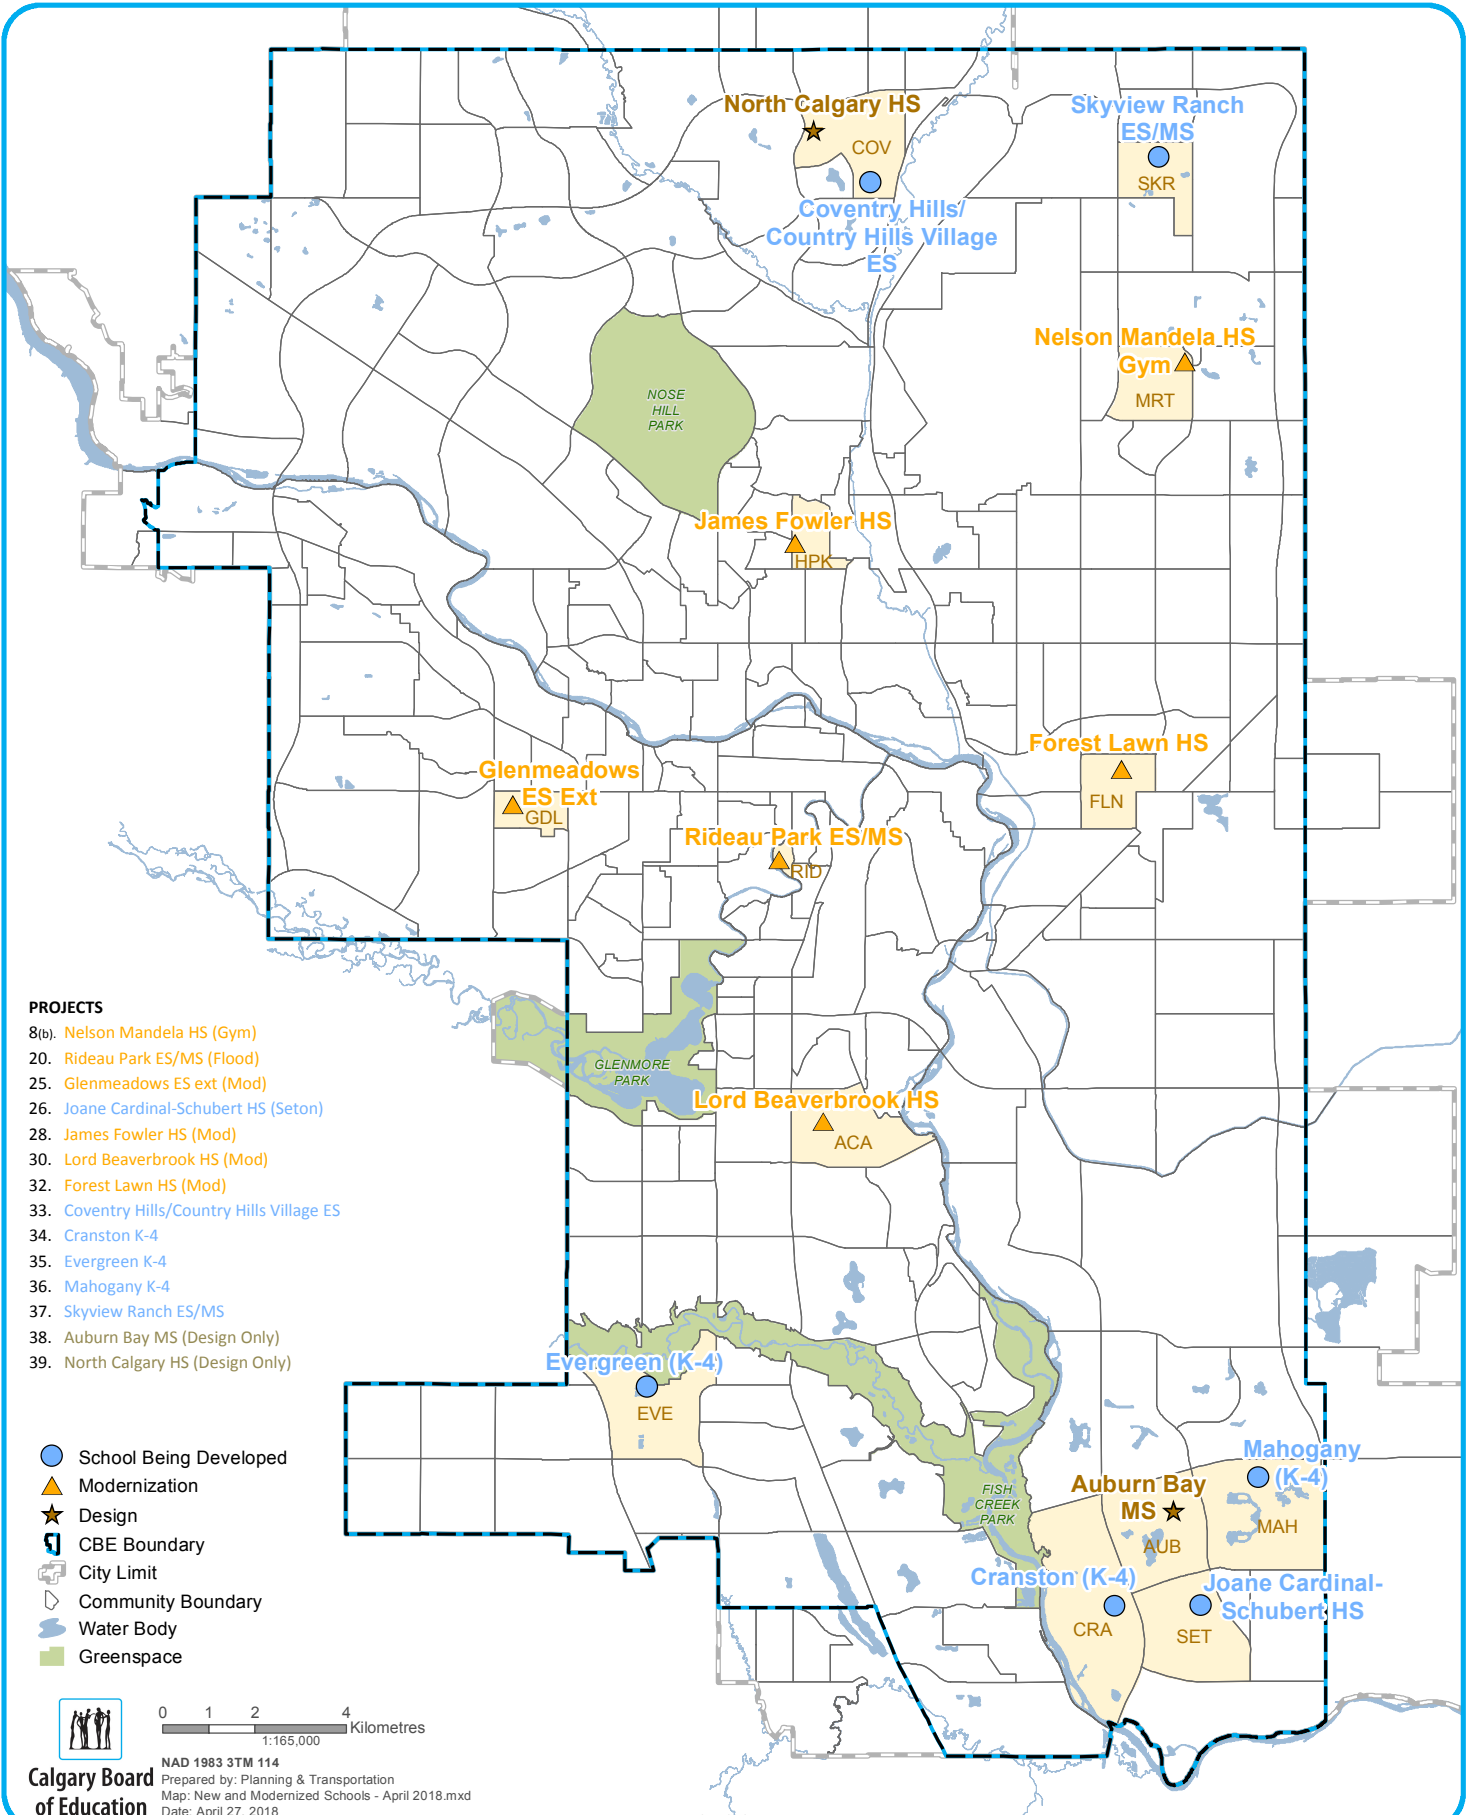 North Calgary HS
COV
Skyview Ranch
ES/MS
SKR
Coventry Hills/
Country Hills Village
ES
Nelson Mandela HS
Gym
MRT
NOSE
HILL
PARK
James Fowler HS
HPK
Forest Lawn HS
FLN
Glenmeadows
ES Ext
GDL
Rideau Park ES/MS
RID
GLENMORE
PARK
Lord Beaverbrook HS
ACA
PROJECTS
8(b). Nelson Mandela HS (Gym)
20. Rideau Park ES/MS (Flood)
25. Glenmeadows ES ext (Mod)
26. Joane Cardinal-Schubert HS (Seton)
28. James Fowler HS (Mod)
30. Lord Beaverbrook HS (Mod)
32. Forest Lawn HS (Mod)
33. Coventry Hills/Country Hills Village ES
34. Cranston K-4
35. Evergreen K-4
36. Mahogany K-4
37. Skyview Ranch ES/MS
38. Auburn Bay MS (Design Only)
39. North Calgary HS (Design Only)
Evergreen (K-4)
EVE
FISH
CREEK
PARK
Mahogany
(K-4)
MAH
Auburn Bay
MS
AUB
Cranston (K-4)
CRA
Joane Cardinal-
Schubert HS
SET
School Being Developed
Modernization
Design
CBE Boundary
City Limit
Community Boundary
Water Body
Greenspace
0 1 2 4
Kilometres
1:165,000
Calgary Board
of Education
NAD 1983 3TM 114
Prepared by: Planning & Transportation
Map: New and Modernized Schools - April 2018.mxd
Date: April 27, 2018